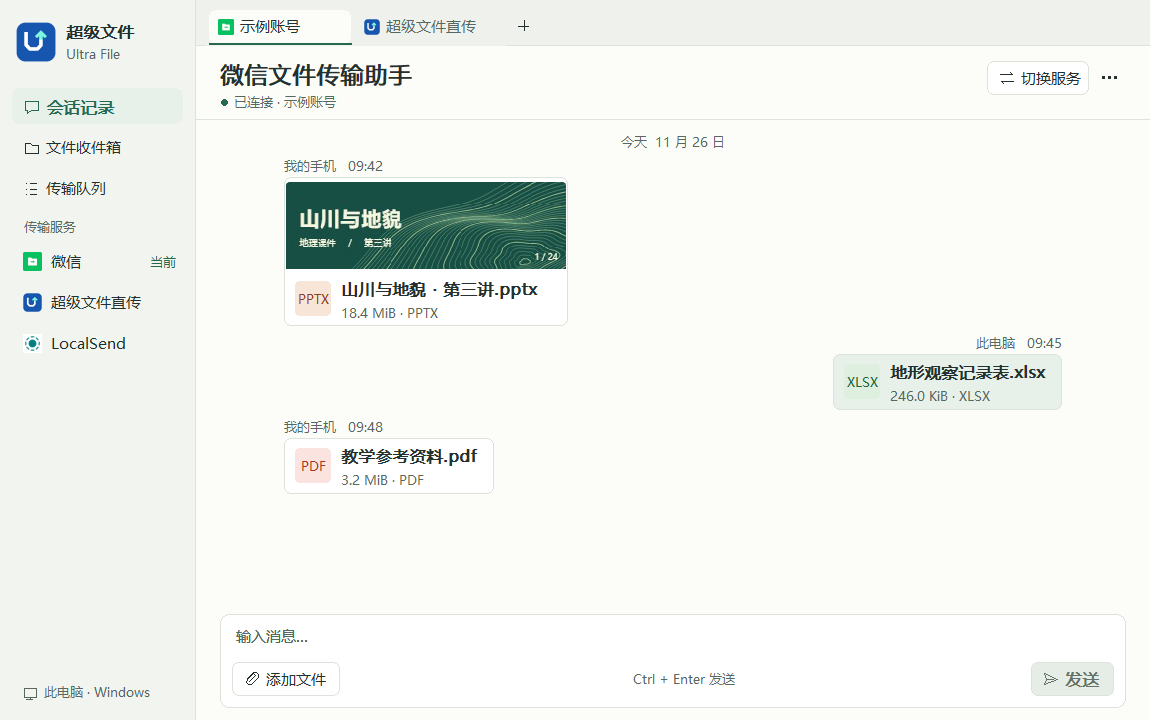 超级文件
Ultra File
会话记录
文件收件箱
传输队列
传输服务
微信 当前
超级文件直传
LocalSend
此电脑 · Windows
示例账号
超级文件直传
+
微信文件传输助手
已连接 · 示例账号
切换服务
今天 11 月 26 日
我的手机 09:42
山川与地貌
地理课件 / 第三讲
1 / 24
PPTX
山川与地貌 · 第三讲.pptx
18.4 MiB · PPTX
此电脑 09:45
XLSX
地形观察记录表.xlsx
246.0 KiB · XLSX
我的手机 09:48
PDF
教学参考资料.pdf
3.2 MiB · PDF
输入消息...
添加文件
Ctrl + Enter 发送
发送